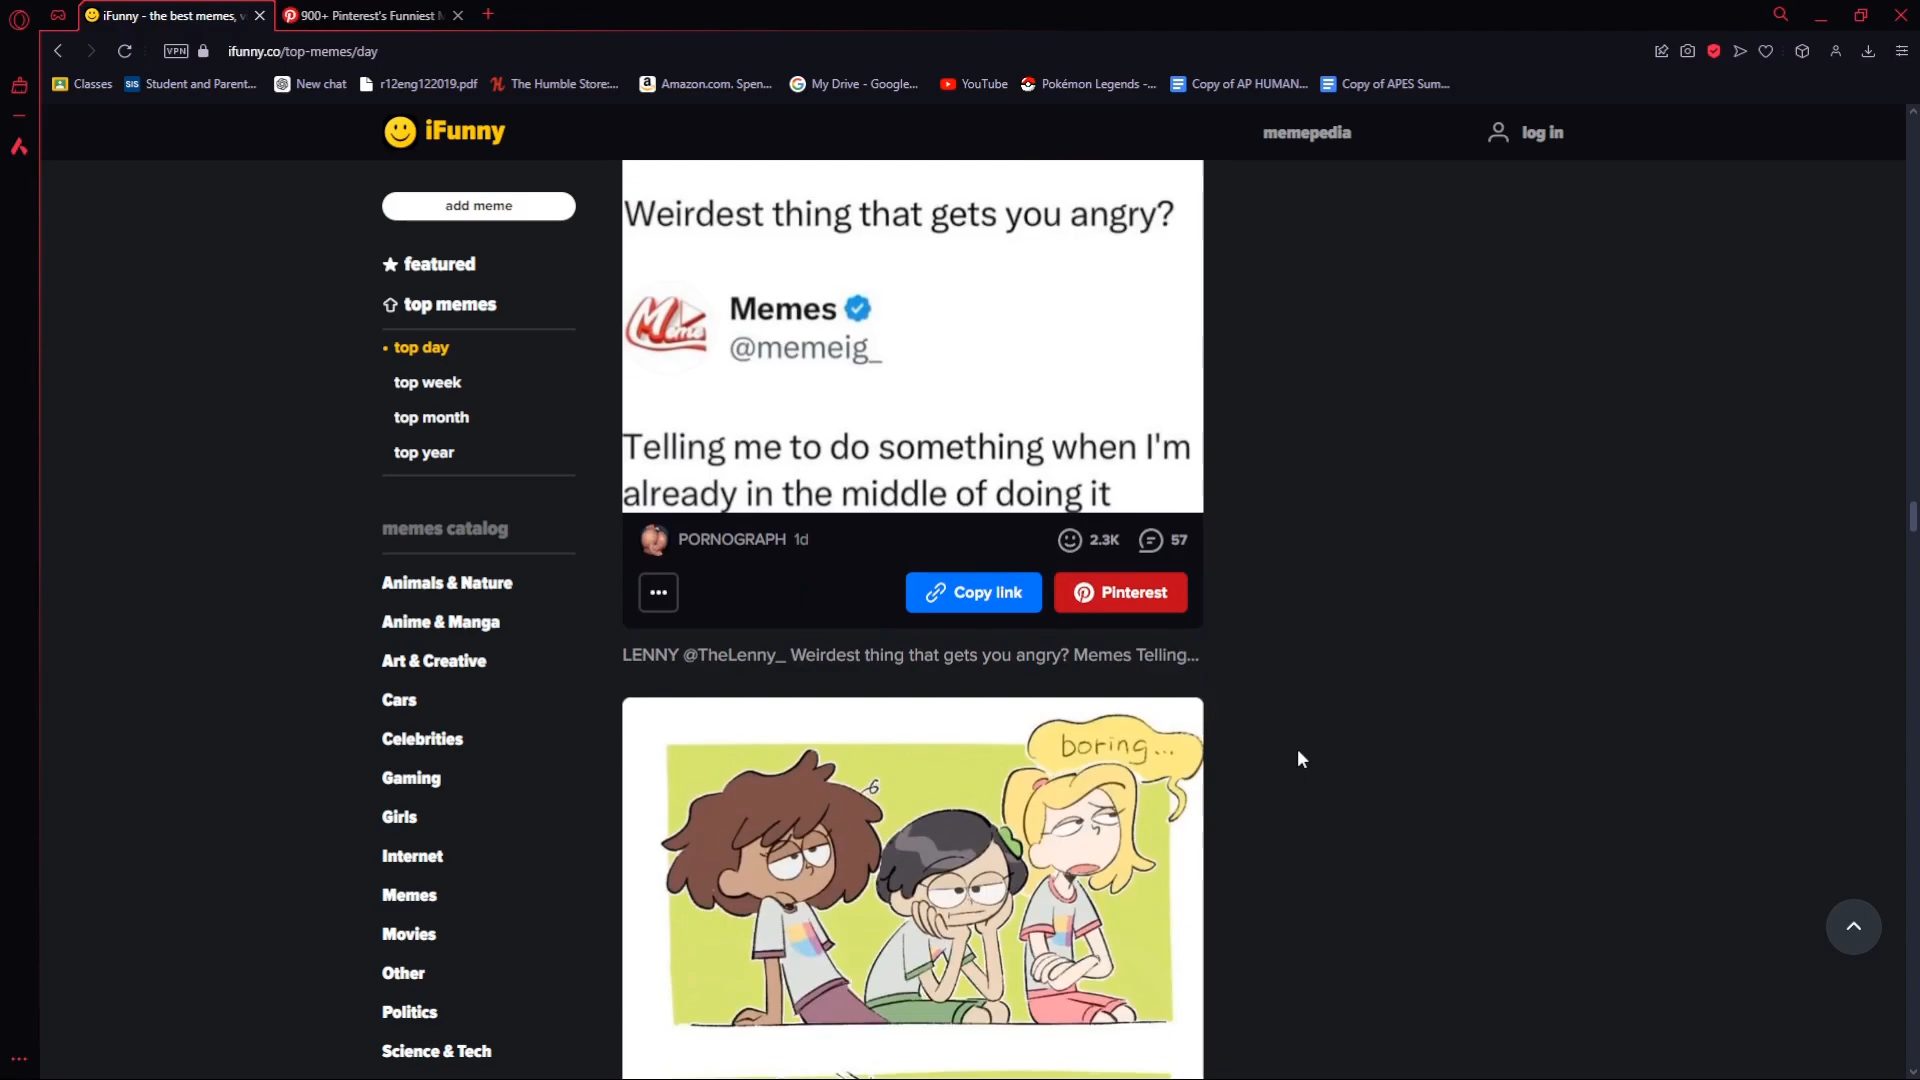 iFunny - the best memes, v
900+ Pinterest's Funniest M
VPN
ifunny.co/top-memes/day
Classes
SIS Student and Parent...
New chat
r12eng122019.pdf
The Humble Store:...
Amazon.com. Spen...
My Drive - Google...
YouTube
Pokémon Legends -...
Copy of AP HUMAN...
Copy of APES Sum...
iFunny
memepedia
log in
add meme
featured
top memes
top day
top week
top month
top year
memes catalog
Animals & Nature
Anime & Manga
Art & Creative
Cars
Celebrities
Gaming
Girls
Internet
Memes
Movies
Other
Politics
Science & Tech
Weirdest thing that gets you angry?
Meme
Memes
@memeig_
Telling me to do something when I'm
already in the middle of doing it
PORNOGRAPH 1d
2.3K
57
Copy link
Pinterest
LENNY @TheLenny_ Weirdest thing that gets you angry? Memes Telling...
boring...